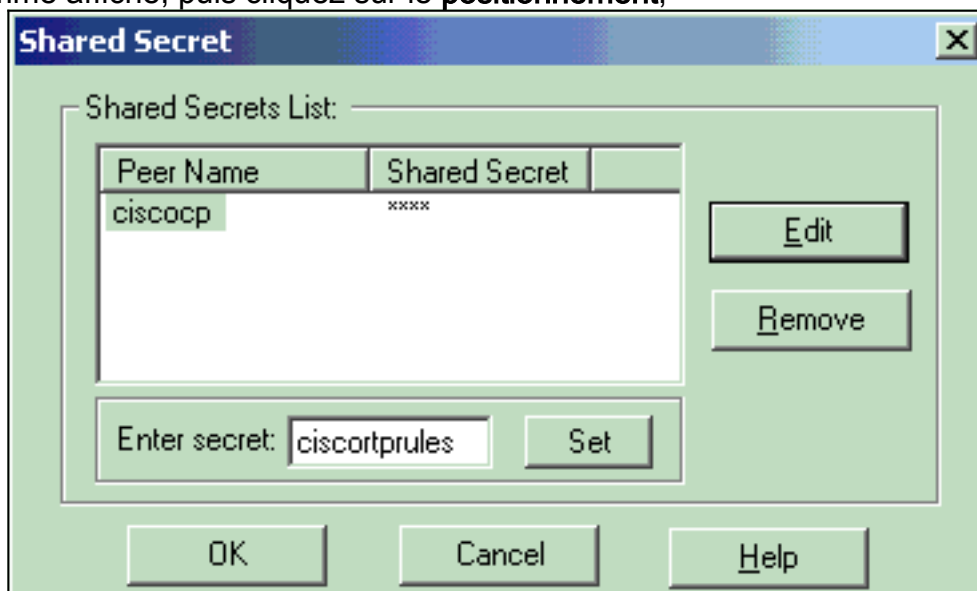 affiché, puis cliquez sur le positionnement,
Shared Secret
Shared Secrets List:
Peer Name Shared Secret
ciscocp ****
Edit
Remove
Enter secret: ciscortprules Set
OK Cancel Help